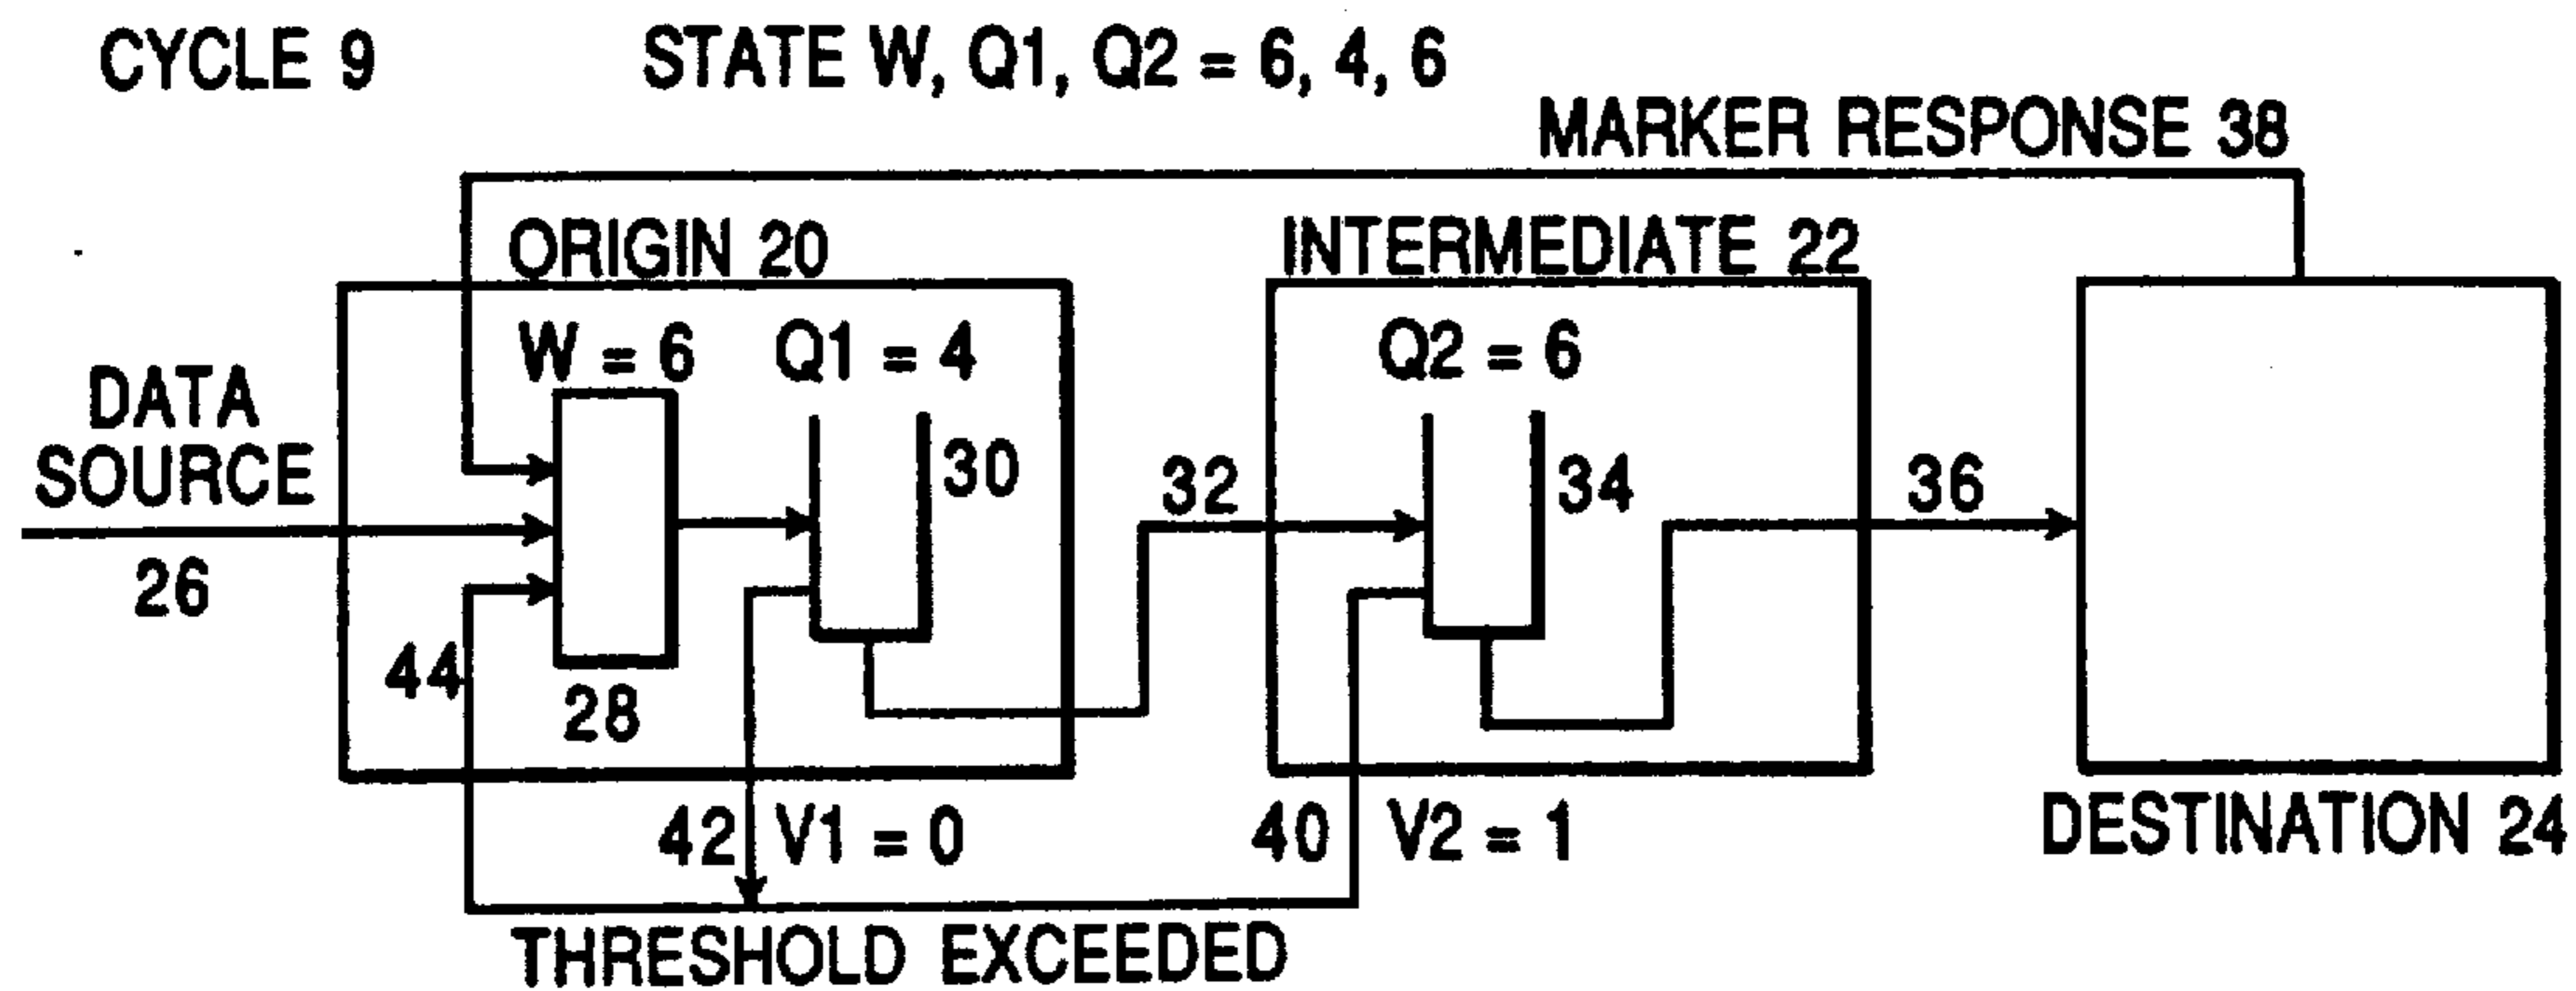 CYCLE 9
STATE W, Q1, Q2 = 6, 4, 6
MARKER RESPONSE 38
ORIGIN 20
INTERMEDIATE 22
W = 6
Q1 = 4
Q2 = 6
DATA
SOURCE
26
30
32
34
36
44
28
42
V1 = 0
40
V2 = 1
DESTINATION 24
THRESHOLD EXCEEDED